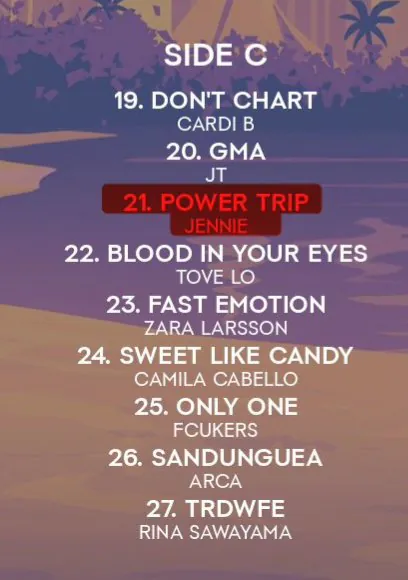 SIDE C
19. DON'T CHART
CARDI B
20. GMA
JT
21. POWER TRIP
JENNIE
22. BLOOD IN YOUR EYES
TOVE LO
23. FAST EMOTION
ZARA LARSSON
24. SWEET LIKE CANDY
CAMILA CABELLO
25. ONLY ONE
FCUKERS
26. SANDUNGUEA
ARCA
27. TRDWFE
RINA SAWAYAMA